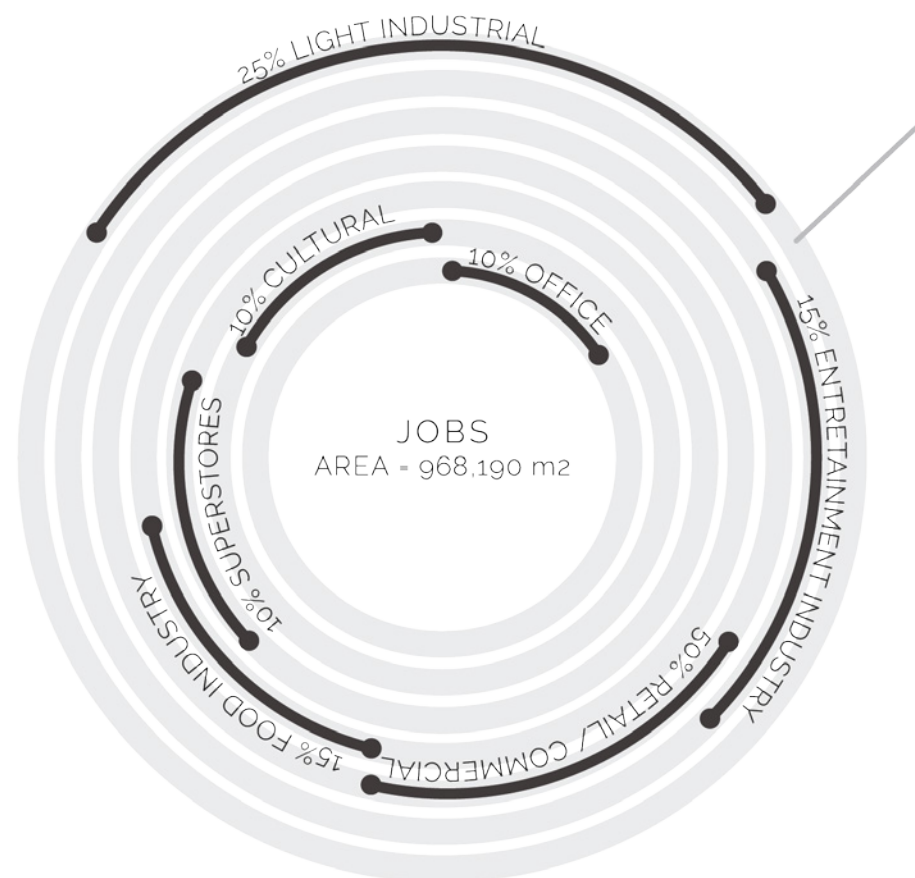 25% LIGHT INDUSTRIAL
10% CULTURAL
10% OFFICE
15% ENTRETAINMENT INDUSTRY
10% SUPERSTORES
JOBS
AREA = 968,190 m2
15% FOOD INDUSTRY
50% RETAIL/ COMMERCIAL